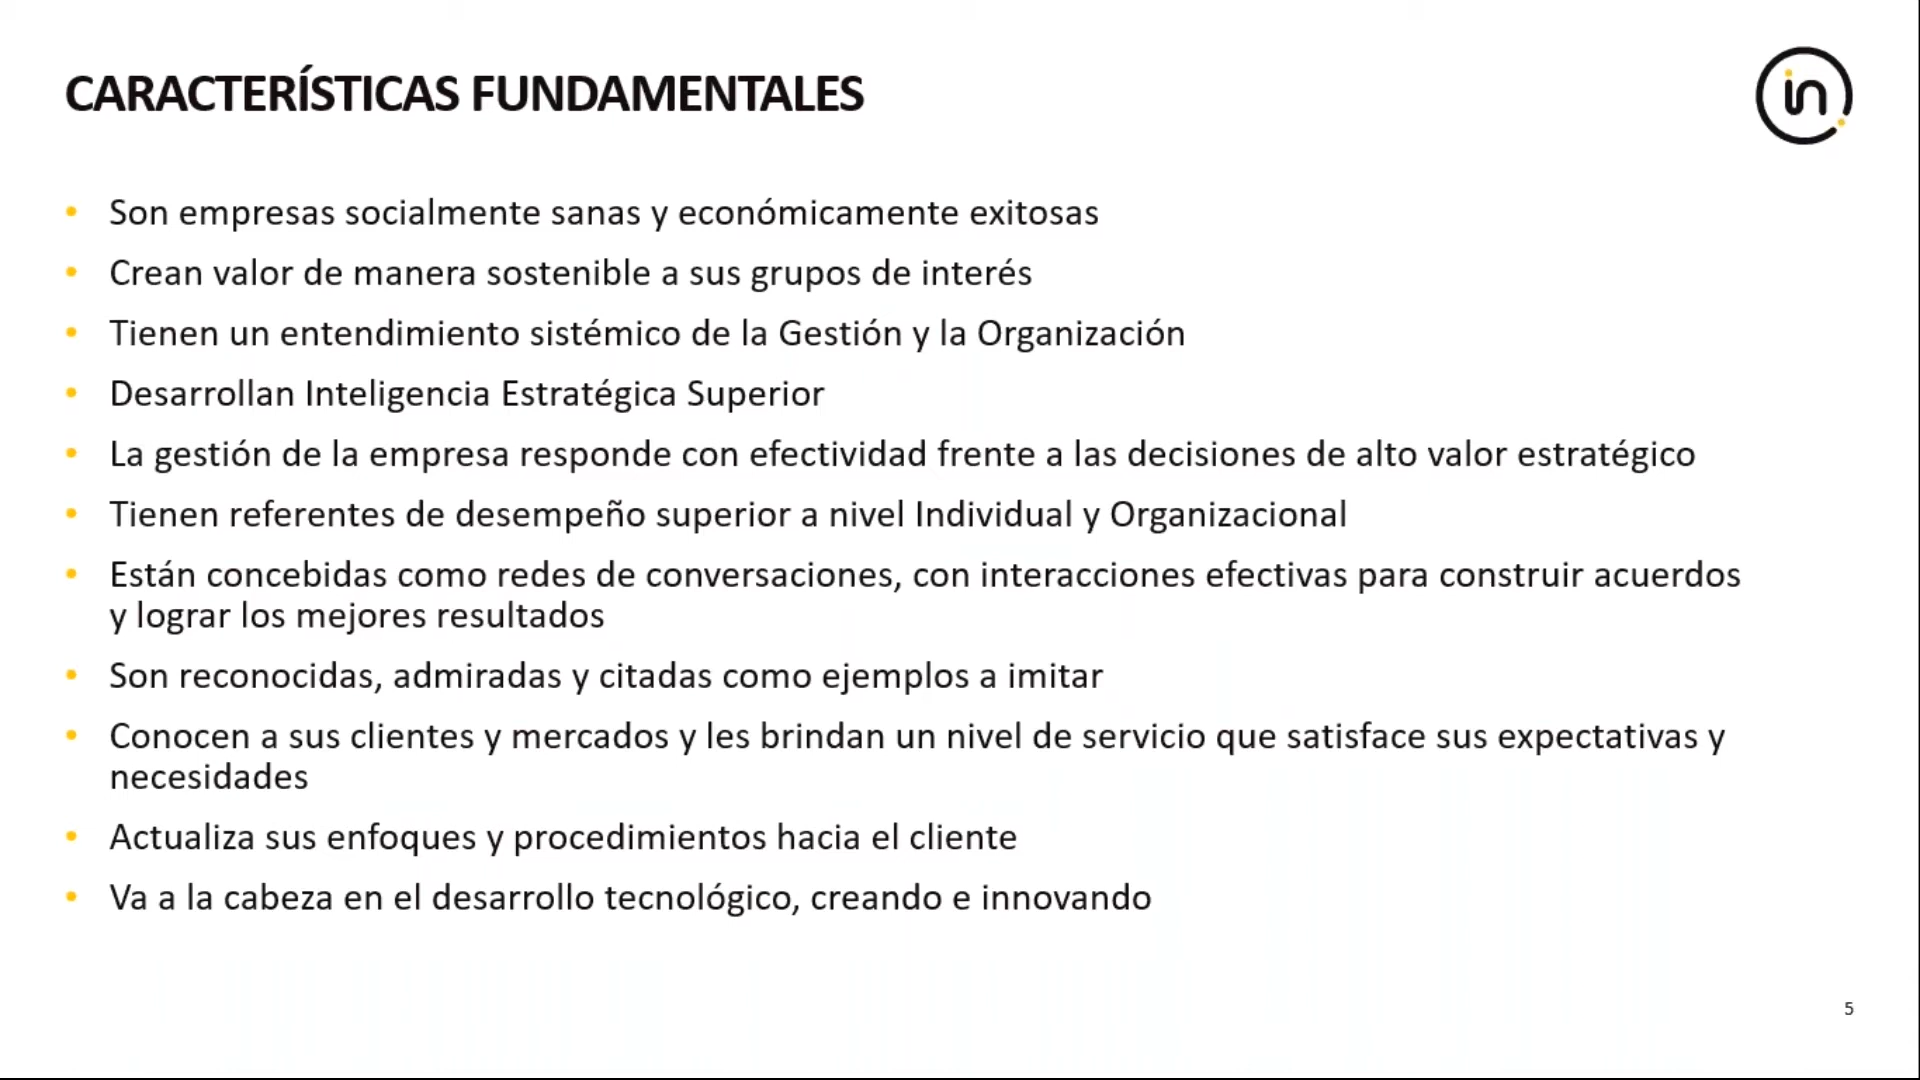 CARACTERÍSTICAS FUNDAMENTALES
in
• Son empresas socialmente sanas y económicamente exitosas
• Crean valor de manera sostenible a sus grupos de interés
• Tienen un entendimiento sistémico de la Gestión y la Organización
• Desarrollan Inteligencia Estratégica Superior
• La gestión de la empresa responde con efectividad frente a las decisiones de alto valor estratégico
• Tienen referentes de desempeño superior a nivel Individual y Organizacional
• Están concebidas como redes de conversaciones, con interacciones efectivas para construir acuerdos
y lograr los mejores resultados
• Son reconocidas, admiradas y citadas como ejemplos a imitar
• Conocen a sus clientes y mercados y les brindan un nivel de servicio que satisface sus expectativas y
necesidades
• Actualiza sus enfoques y procedimientos hacia el cliente
• Va a la cabeza en el desarrollo tecnológico, creando e innovando
5